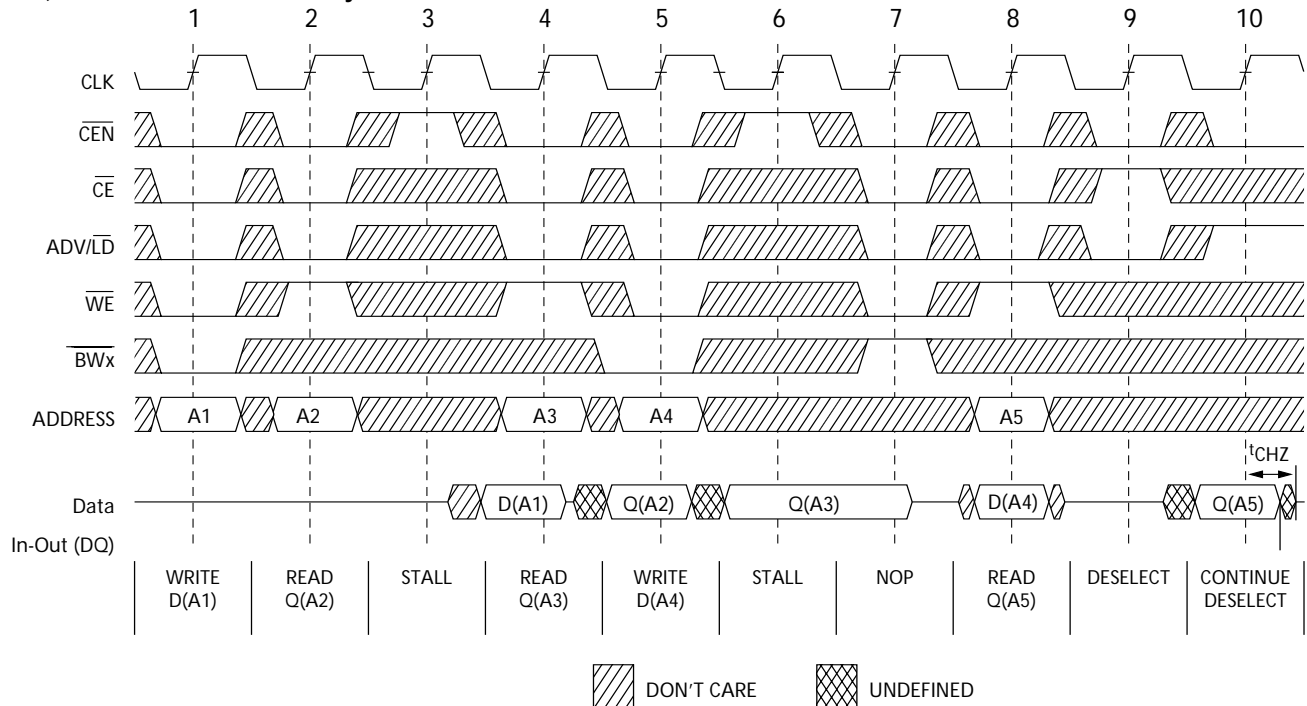 1 2 3 4 5 6 7 8 9 10
CLK
CEN
CE
ADV/LD
WE
BWx
ADDRESS A1 A2 A3 A4 A5
tCHZ
Data D(A1) Q(A2) Q(A3) D(A4) Q(A5)
In-Out (DQ)
WRITE READ STALL READ WRITE STALL NOP READ DESELECT CONTINUE
D(A1) Q(A2) Q(A3) D(A4) Q(A5) DESELECT
DON'T CARE UNDEFINED